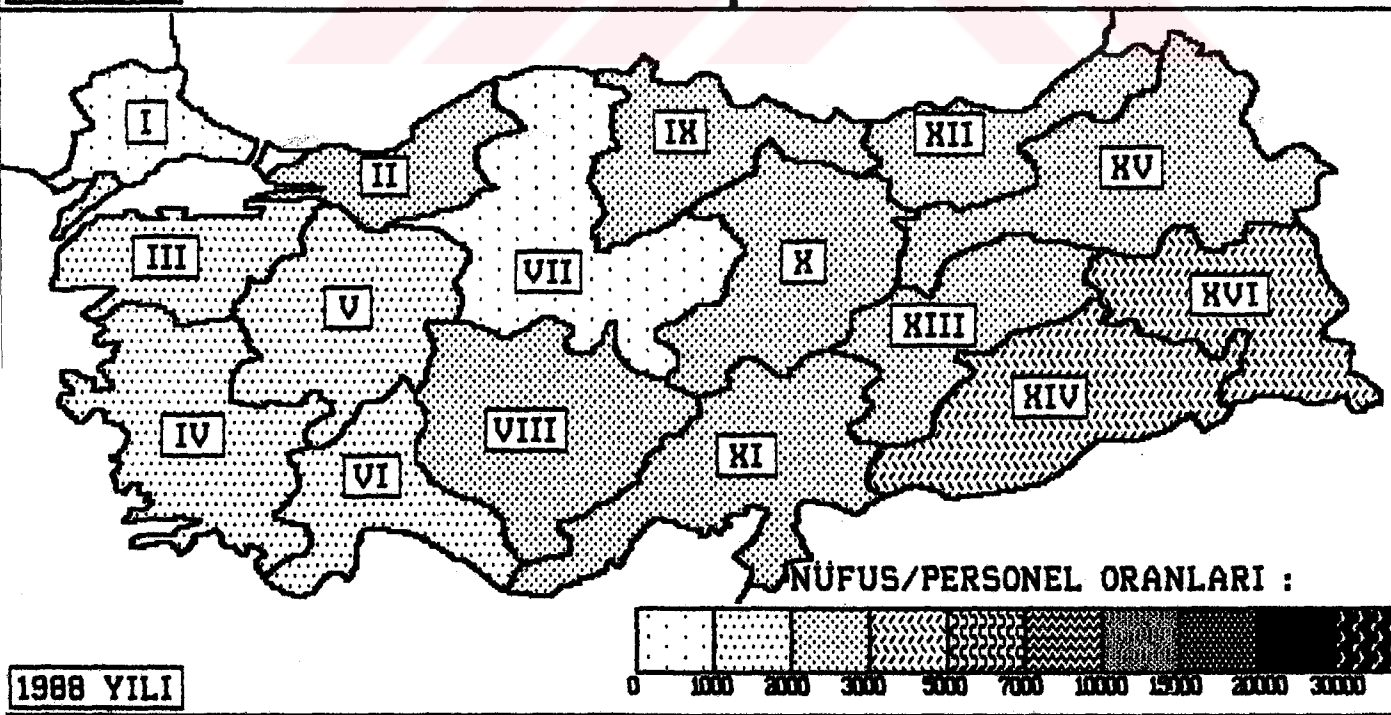 I
II
III
IV
V
VI
VII
VIII
IX
X
XI
XII
XIII
XIV
XV
XVI
NÜFUS/PERSONEL ORANLARI :
0 1000 2000 3000 5000 7000 10000 15000 20000 30000
1988 YILI